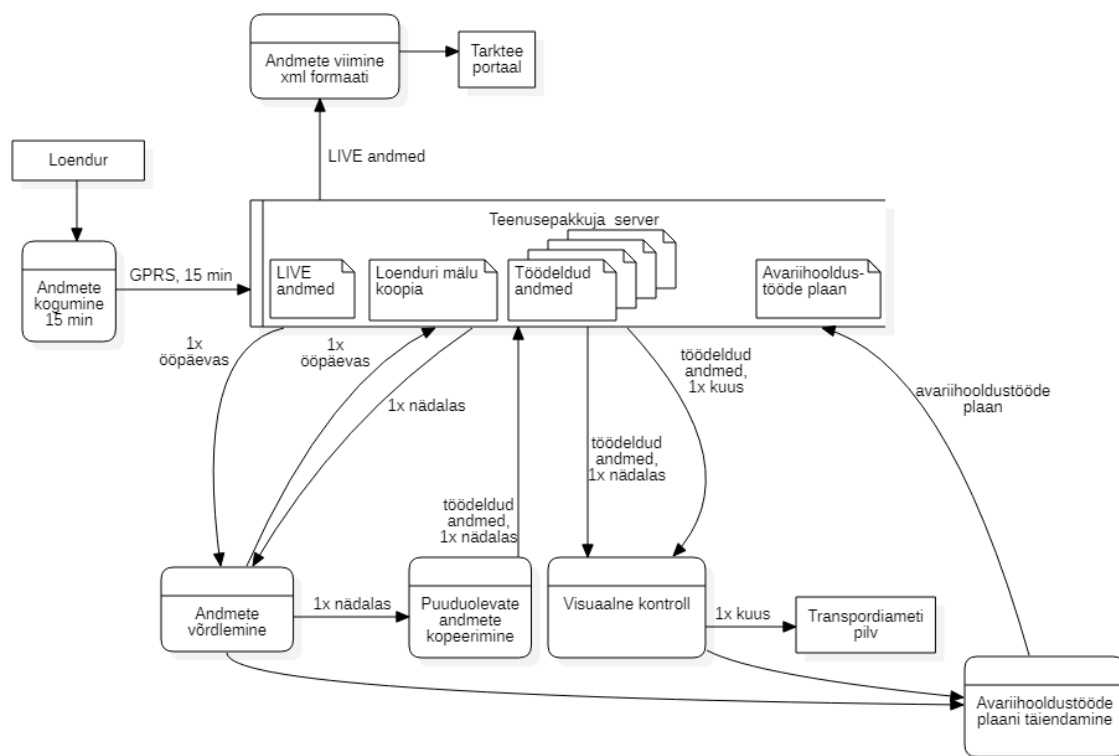 Andmete viimine
xml formaati
Tarktee
portaal
LIVE andmed
Loendur
Andmete
kogumine
15 min
GPRS, 15 min
Teenusepakkuja server
LIVE
andmed
Loenduri mälu
koopia
Töödeldud
andmed
Avariihooldus-
tööde plaan
1x
ööpäevas
1x
ööpäevas
1x nädalas
töödeldud
andmed,
1x kuus
avariihooldustööde
plaan
töödeldud
andmed,
1x nädalas
töödeldud
andmed,
1x nädalas
Andmete
võrdlemine
1x nädalas
Puuduolevate
andmete
kopeerimine
Visuaalne kontroll
1x kuus
Transpordiameti
pilv
Avariihooldustööde
plaani täiendamine